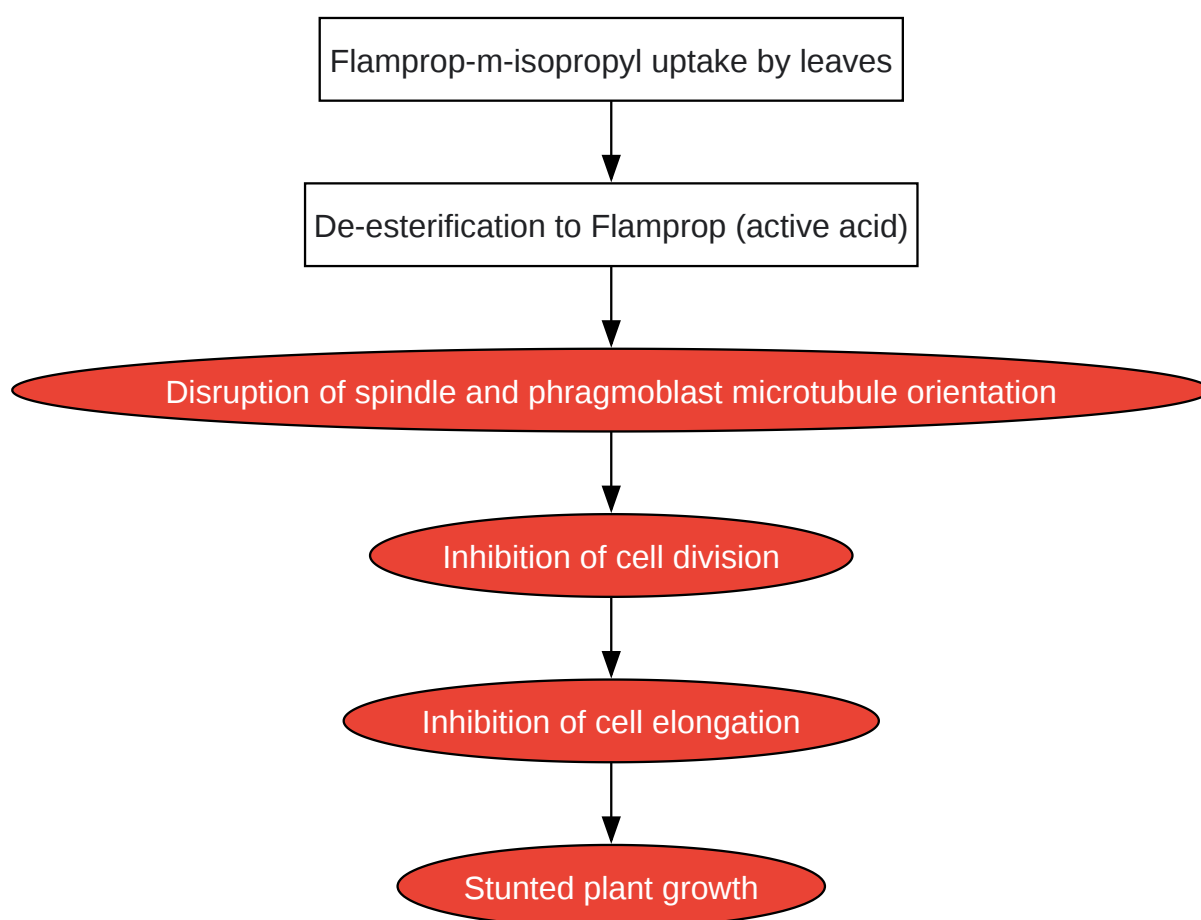 Flamprop-m-isopropyl uptake by leaves
De-esterification to Flamprop (active acid)
Disruption of spindle and phragmoblast microtubule orientation
Inhibition of cell division
Inhibition of cell elongation
Stunted plant growth